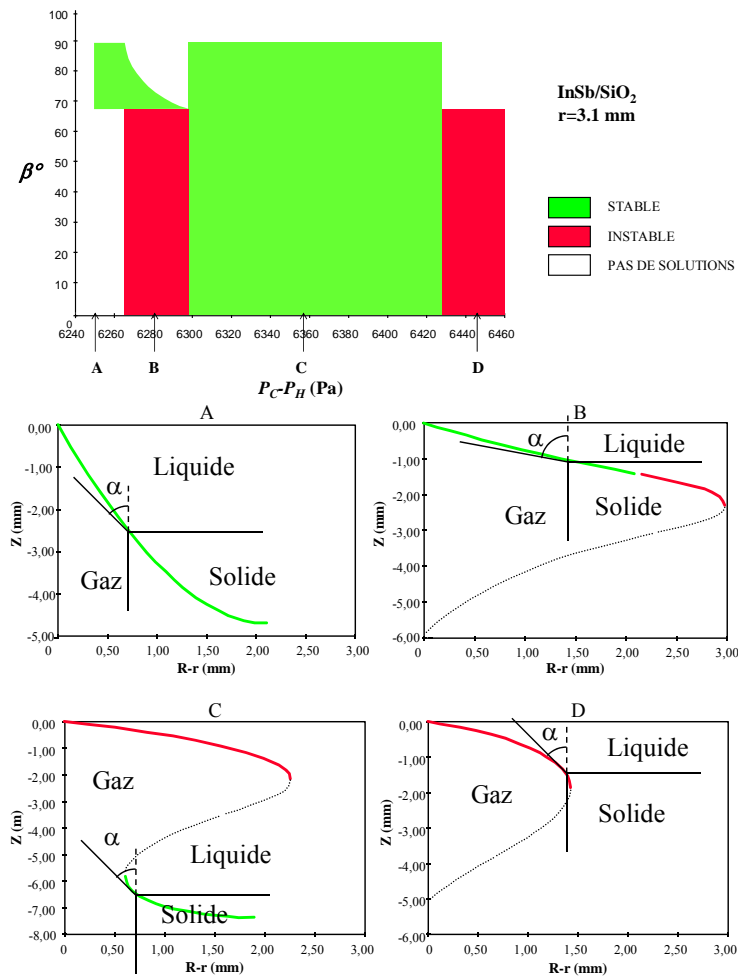 100
90
80
70
60
50
40
30
20
10
0
β°
6240 6260 6280 6300 6320 6340 6360 6380 6400 6420 6440 6460
A B C D
P_C-P_H (Pa)
InSb/SiO2
r=3.1 mm
STABLE
INSTABLE
PAS DE SOLUTIONS
A
0,00
-1,00
-2,00
-3,00
-4,00
-5,00
Z (mm)
0,00 0,50 1,00 1,50 2,00 2,50 3,00
R-r (mm)
Liquide
α
Gaz
Solide
B
0,00
-1,00
-2,00
-3,00
-4,00
-5,00
-6,00
Z (mm)
0,00 0,50 1,00 1,50 2,00 2,50 3,00
R-r (mm)
α
Liquide
Gaz
Solide
C
0,00
-1,00
-2,00
-3,00
-4,00
-5,00
-6,00
-7,00
-8,00
Z (m)
0,00 0,50 1,00 1,50 2,00 2,50 3,00
R-r (mm)
Gaz
α
Liquide
Solide
D
0,00
-1,00
-2,00
-3,00
-4,00
-5,00
-6,00
Z (mm)
0,00 0,50 1,00 1,50 2,00 2,50 3,00
R-r (mm)
α
Liquide
Gaz
Solide